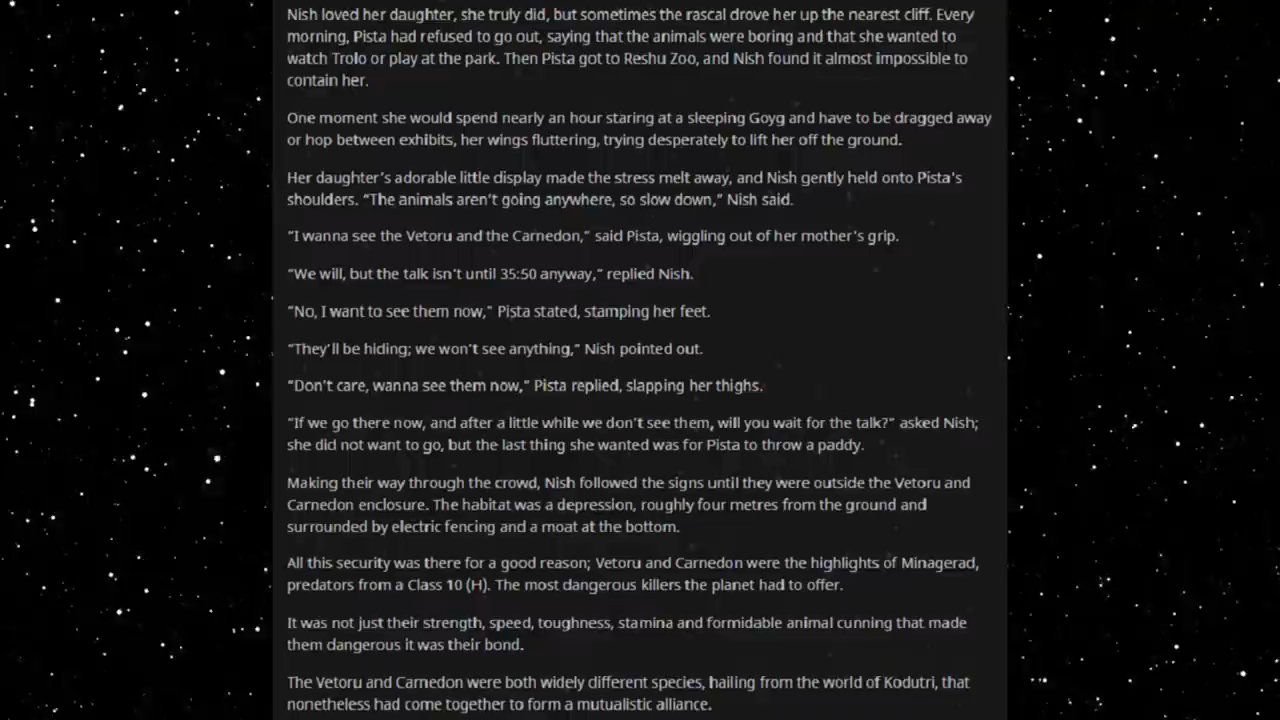 Nish loved her daughter, she truly did, but sometimes the rascal drove her up the nearest cliff. Every
morning, Pista had refused to go out, saying that the animals were boring and that she wanted to
watch Trolo or play at the park. Then Pista got to Reshu Zoo, and Nish found it almost impossible to
contain her.
One moment she would spend nearly an hour staring at a sleeping Goyg and have to be dragged away
or hop between exhibits, her wings fluttering, trying desperately to lift her off the ground.
Her daughter's adorable little display made the stress melt away, and Nish gently held onto Pista's
shoulders. “The animals aren't going anywhere, so slow down,” Nish said.
“I wanna see the Vetoru and the Carnedon,” said Pista, wiggling out of her mother's grip.
“We will, but the talk isn't until 35:50 anyway,” replied Nish.
“No, I want to see them now,” Pista stated, stamping her feet.
“They'll be hiding; we won't see anything,” Nish pointed out.
“Don't care, wanna see them now,” Pista replied, slapping her thighs.
“If we go there now, and after a little while we don't see them, will you wait for the talk?” asked Nish;
she did not want to go, but the last thing she wanted was for Pista to throw a paddy.
Making their way through the crowd, Nish followed the signs until they were outside the Vetoru and
Carnedon enclosure. The habitat was a depression, roughly four metres from the ground and
surrounded by electric fencing and a moat at the bottom.
All this security was there for a good reason; Vetoru and Carnedon were the highlights of Minagerad,
predators from a Class 10 (H). The most dangerous killers the planet had to offer.
It was not just their strength, speed, toughness, stamina and formidable animal cunning that made
them dangerous it was their bond.
The Vetoru and Carnedon were both widely different species, hailing from the world of Kodutri, that
nonetheless had come together to form a mutualistic alliance.